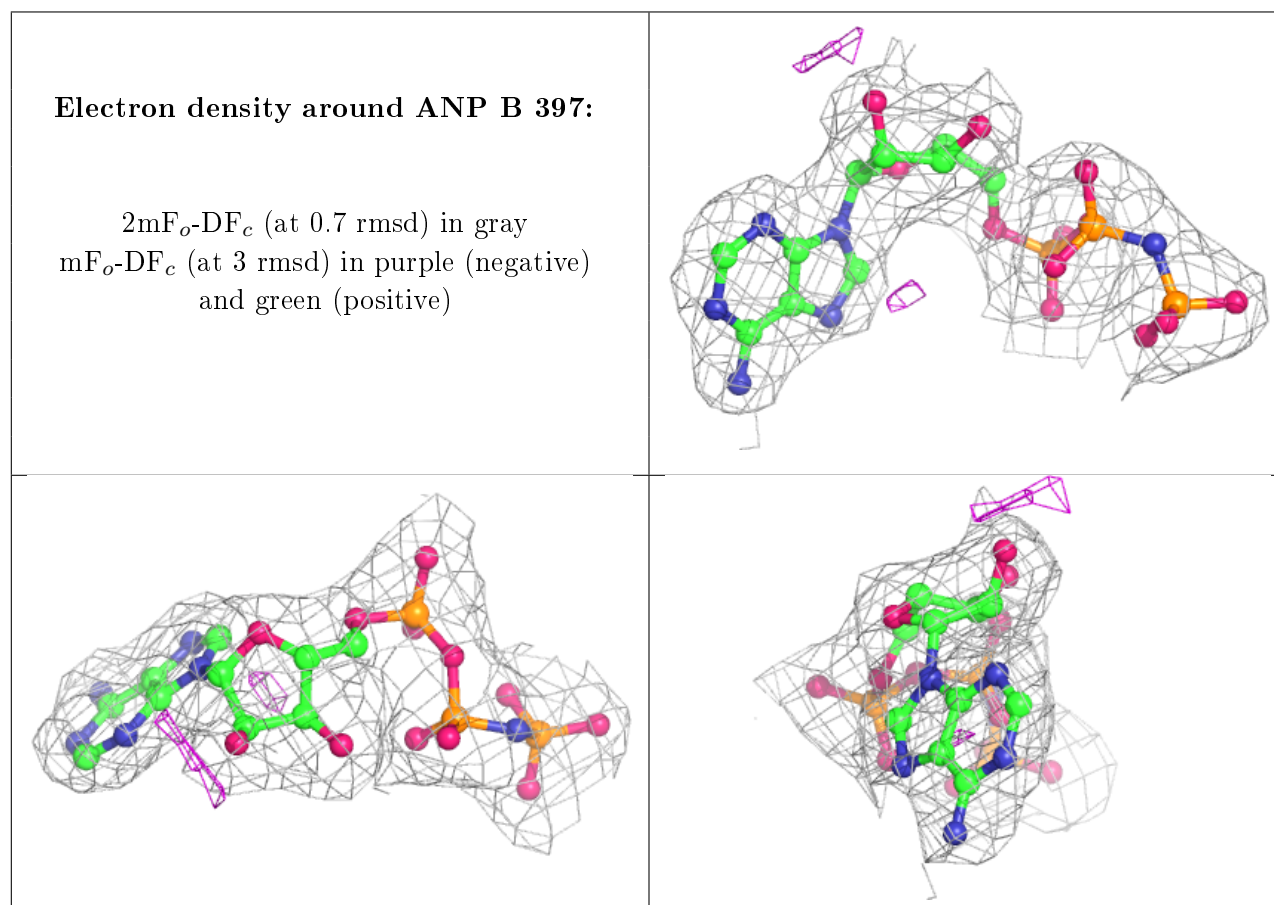 Electron density around ANP B 397:
2mFₒ-DF𝑐 (at 0.7 rmsd) in gray
mFₒ-DF𝑐 (at 3 rmsd) in purple (negative)
and green (positive)